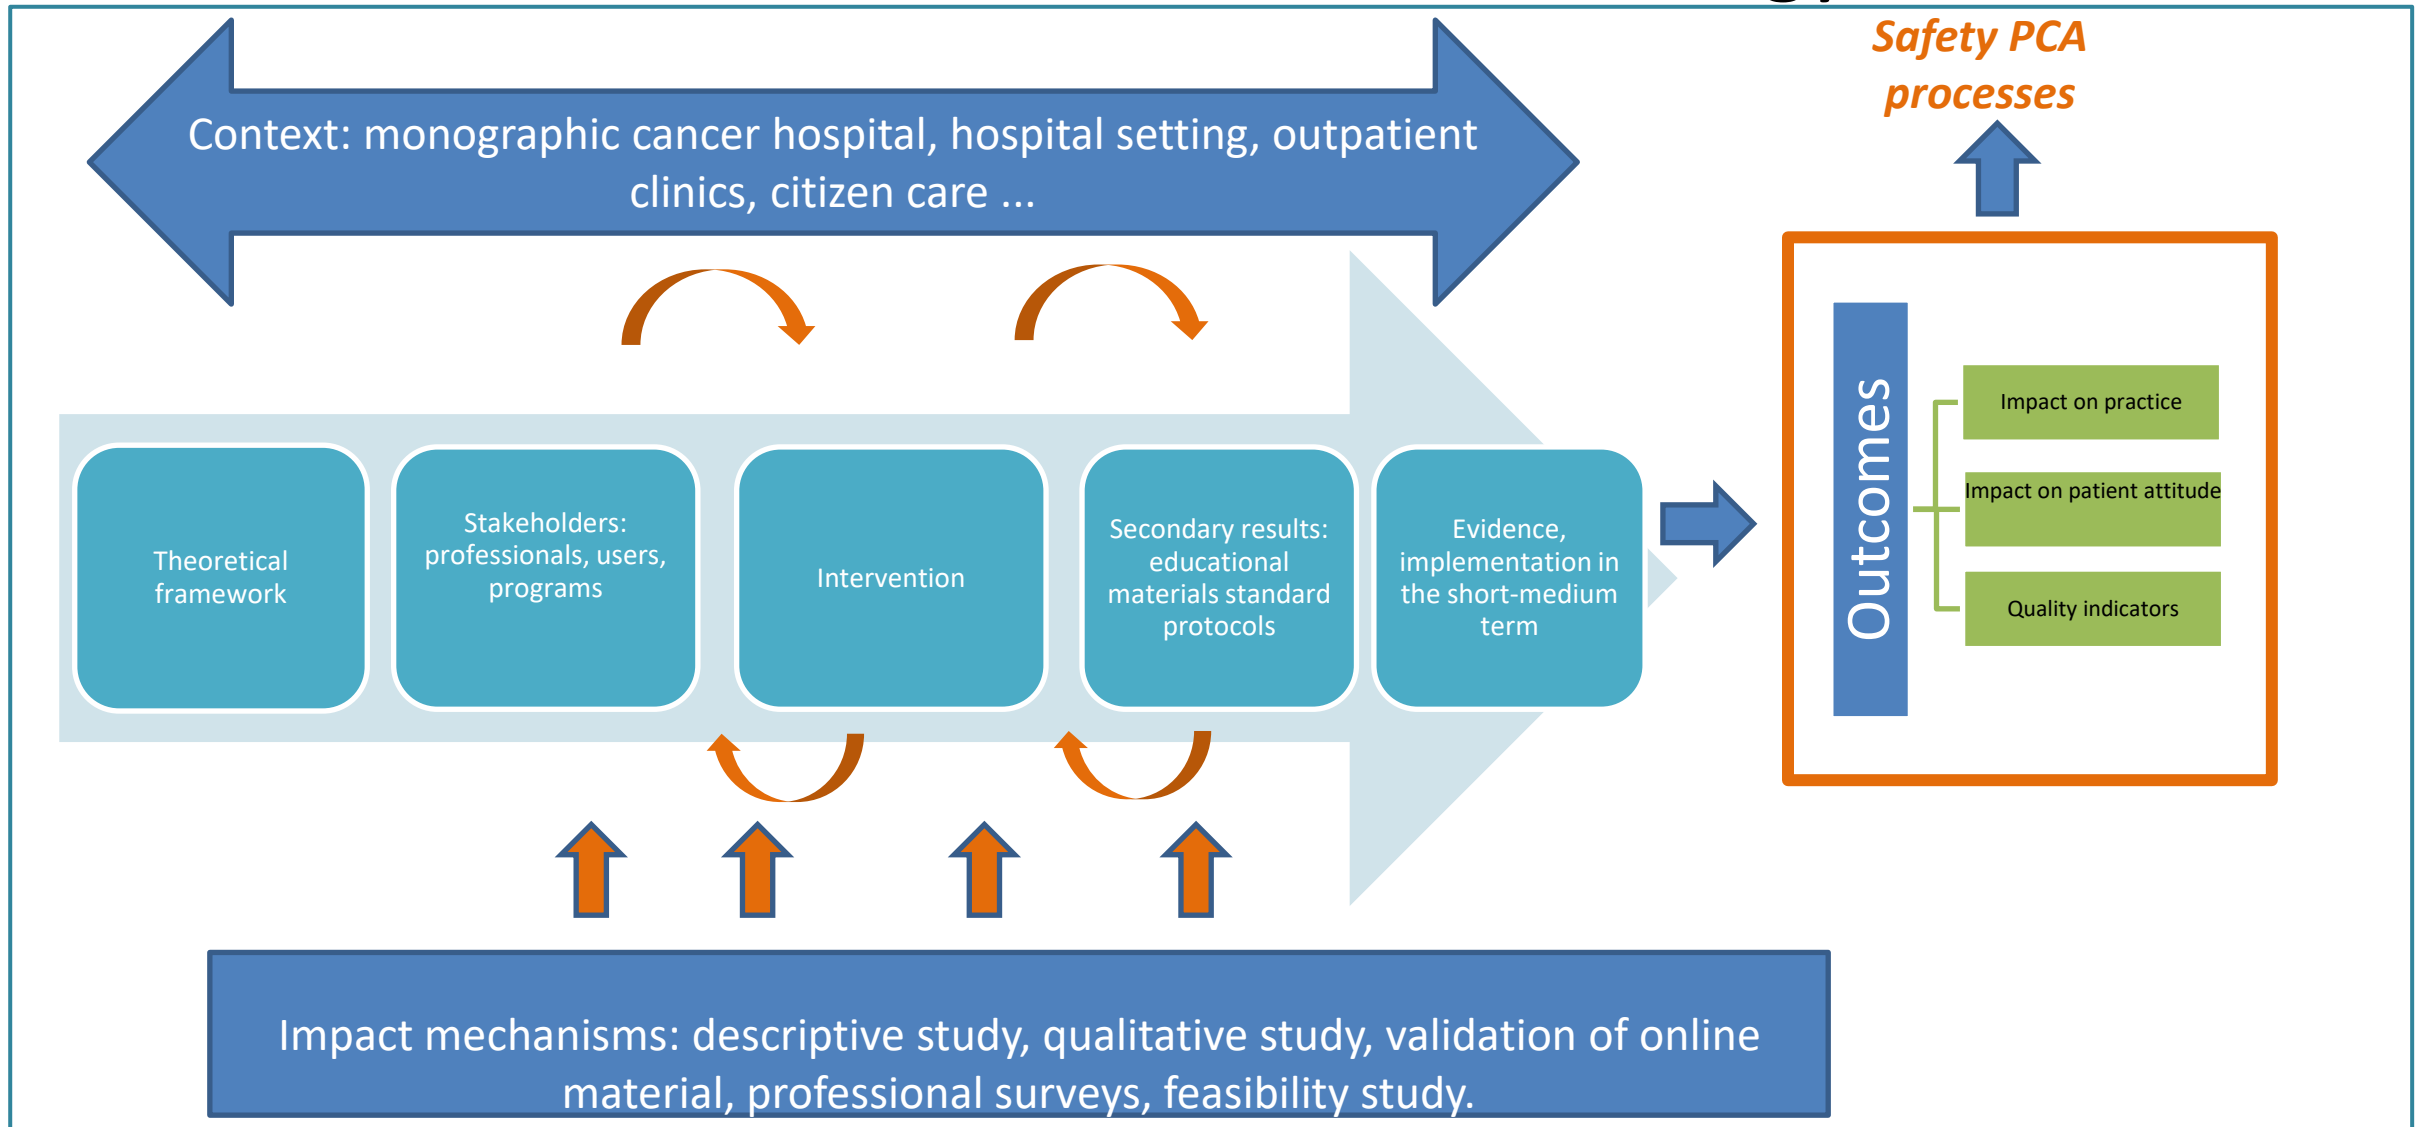 Safety PCA
processes
Context: monographic cancer hospital, hospital setting, outpatient
clinics, citizen care ...
Theoretical
framework
Stakeholders:
professionals, users,
programs
Intervention
Secondary results:
educational
materials standard
protocols
Evidence,
implementation in
the short-medium
term
Outcomes
Impact on practice
Impact on patient attitude
Quality indicators
Impact mechanisms: descriptive study, qualitative study, validation of online
material, professional surveys, feasibility study.